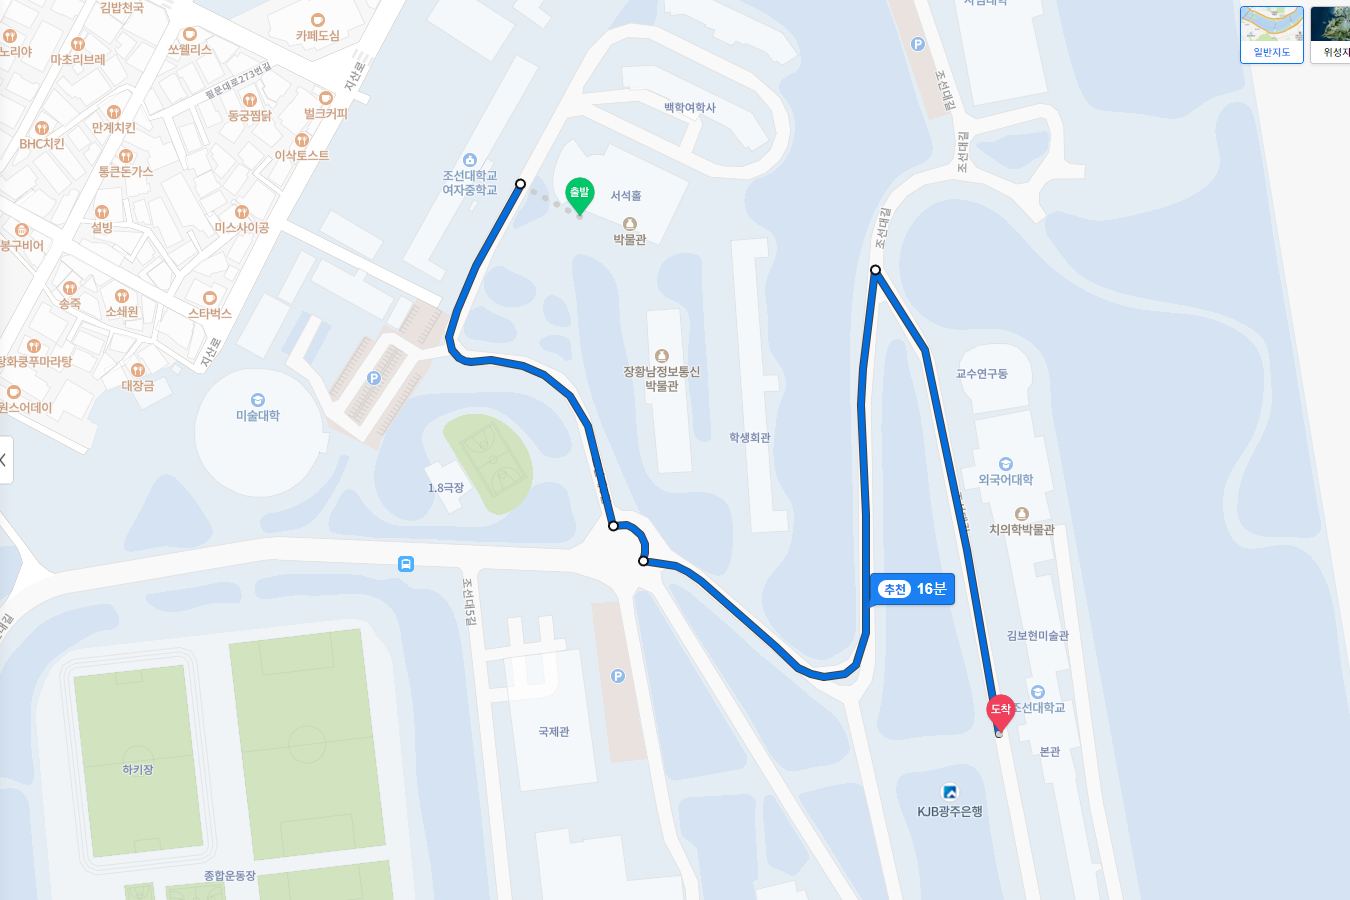 김밥천국
노리야
마초리브레
쏘웰리스
카페도심
지산로
필문대로273번길
동궁찜닭
벌크커피
만계치킨
BHC치킨
이삭토스트
통큰돈가스
설빙
미스사이공
봉구비어
송죽
소쇄원
스타벅스
지산로
탕화쿵푸마라탕
대장금
원스어데이
미술대학
P
조선대학교
여자중학교
백학여학사
출발
서석홀
박물관
장황남정보통신
박물관
학생회관
1.8극장
P
조선대길
조선대길
조선대길
일반지도
위성지
교수연구동
외국어대학
치의학박물관
추천 16분
김보현미술관
도착
조선대학교
본관
KJB광주은행
조선대5길
P
국제관
하키장
종합운동장